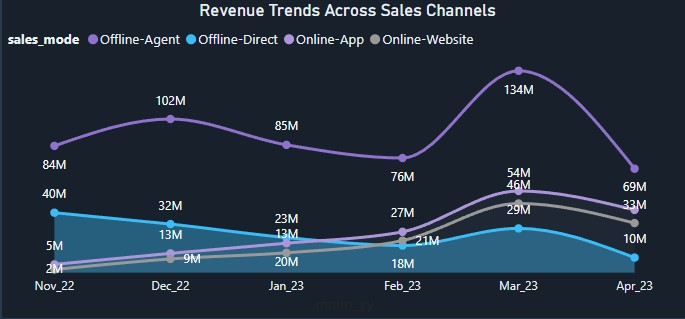 Revenue Trends Across Sales Channels
sales_mode Offline-Agent Offline-Direct Online-App Online-Website
134M
102M
85M
84M
76M
69M
54M
46M
40M
32M
33M
29M
27M
23M
21M
13M
13M
20M
18M
10M
5M
9M
2M
Nov_22 Dec_22 Jan_23 Feb_23 Mar_23 Apr_23